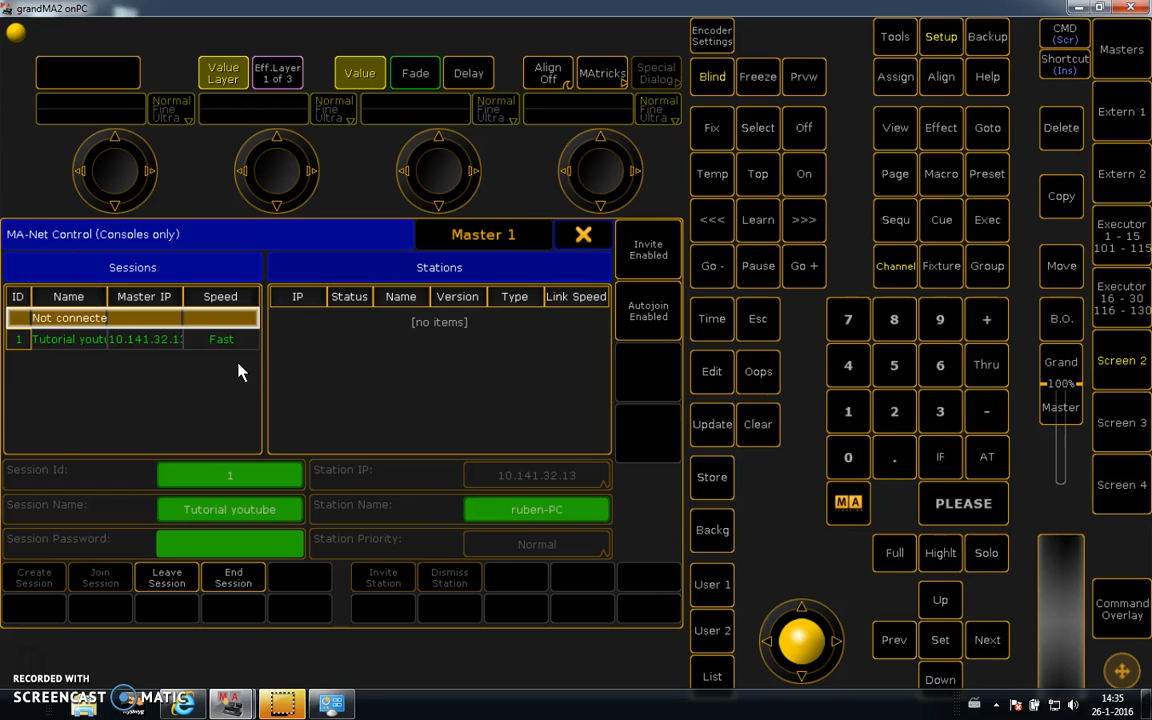 grandMA2 onPC
Value
Layer
Eff.Layer
1 of 3
Value
Fade
Delay
Align
Off
MAtricks
Special
Dialog
Normal
Fine
Ultra
Normal
Fine
Ultra
Normal
Fine
Ultra
Normal
Fine
Ultra
MA-Net Control (Consoles only)
Master 1
Sessions
Stations
ID Name Master IP Speed
IP Status Name Version Type Link Speed
Not connecte
[no items]
1 Tutorial yout 10.141.32.1 Fast
Invite
Enabled
Autojoin
Enabled
Session Id: 1
Station IP: 10.141.32.13
Session Name: Tutorial youtube
Station Name: ruben-PC
Session Password:
Station Priority: Normal
Create
Session
Join
Session
Leave
Session
End
Session
Invite
Station
Dismiss
Station
Encoder
Settings
Tools
Setup
Backup
CMD
(Scr)
Shortcut
(Ins)
Masters
Blind
Freeze
Prvw
Assign
Align
Help
Extern 1
Fix
Select
Off
View
Effect
Goto
Delete
Temp
Top
On
Page
Macro
Preset
Copy
Extern 2
<<<
Learn
>>>
Sequ
Cue
Exec
Executor
1 - 15
101 - 115
Go -
Pause
Go +
Channel
Fixture
Group
Move
Executor
16 - 30
116 - 130
Time
Esc
7
8
9
+
B.O.
Edit
Oops
4
5
6
Thru
Grand
100%
Master
Screen 2
Update
Clear
1
2
3
-
Screen 3
Store
0
.
IF
AT
Screen 4
MA
PLEASE
Backg
Full
Highlt
Solo
User 1
Up
Command
Overlay
User 2
Prev
Set
Next
List
Down
RECORDED WITH
SCREENCAST MATIC
14:35
26-1-2016